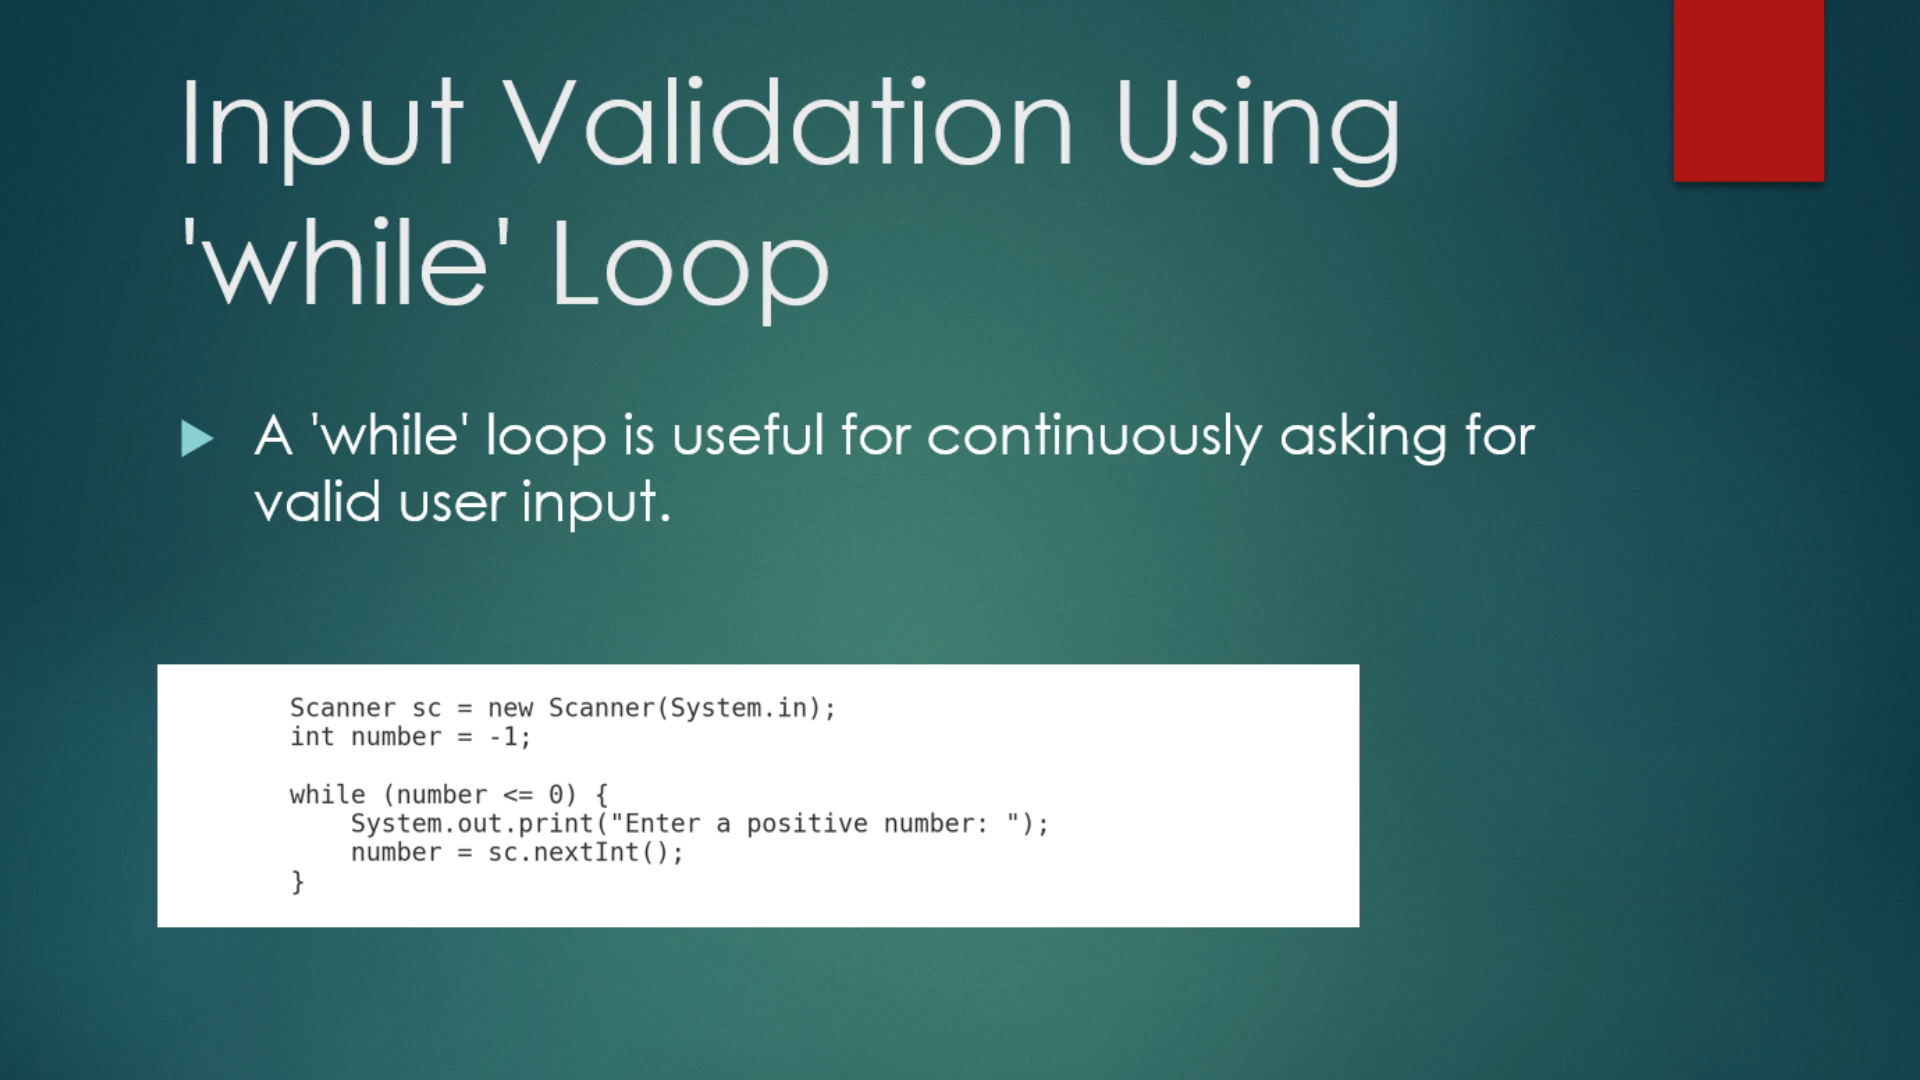 Input Validation Using
'while' Loop
A 'while' loop is useful for continuously asking for
valid user input.
Scanner sc = new Scanner(System.in);
int number = -1;
while (number <= 0) {
    System.out.print("Enter a positive number: ");
    number = sc.nextInt();
}